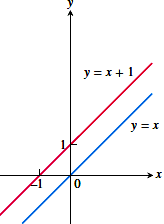 y
y = x + 1
y = x
1
x
–1
0